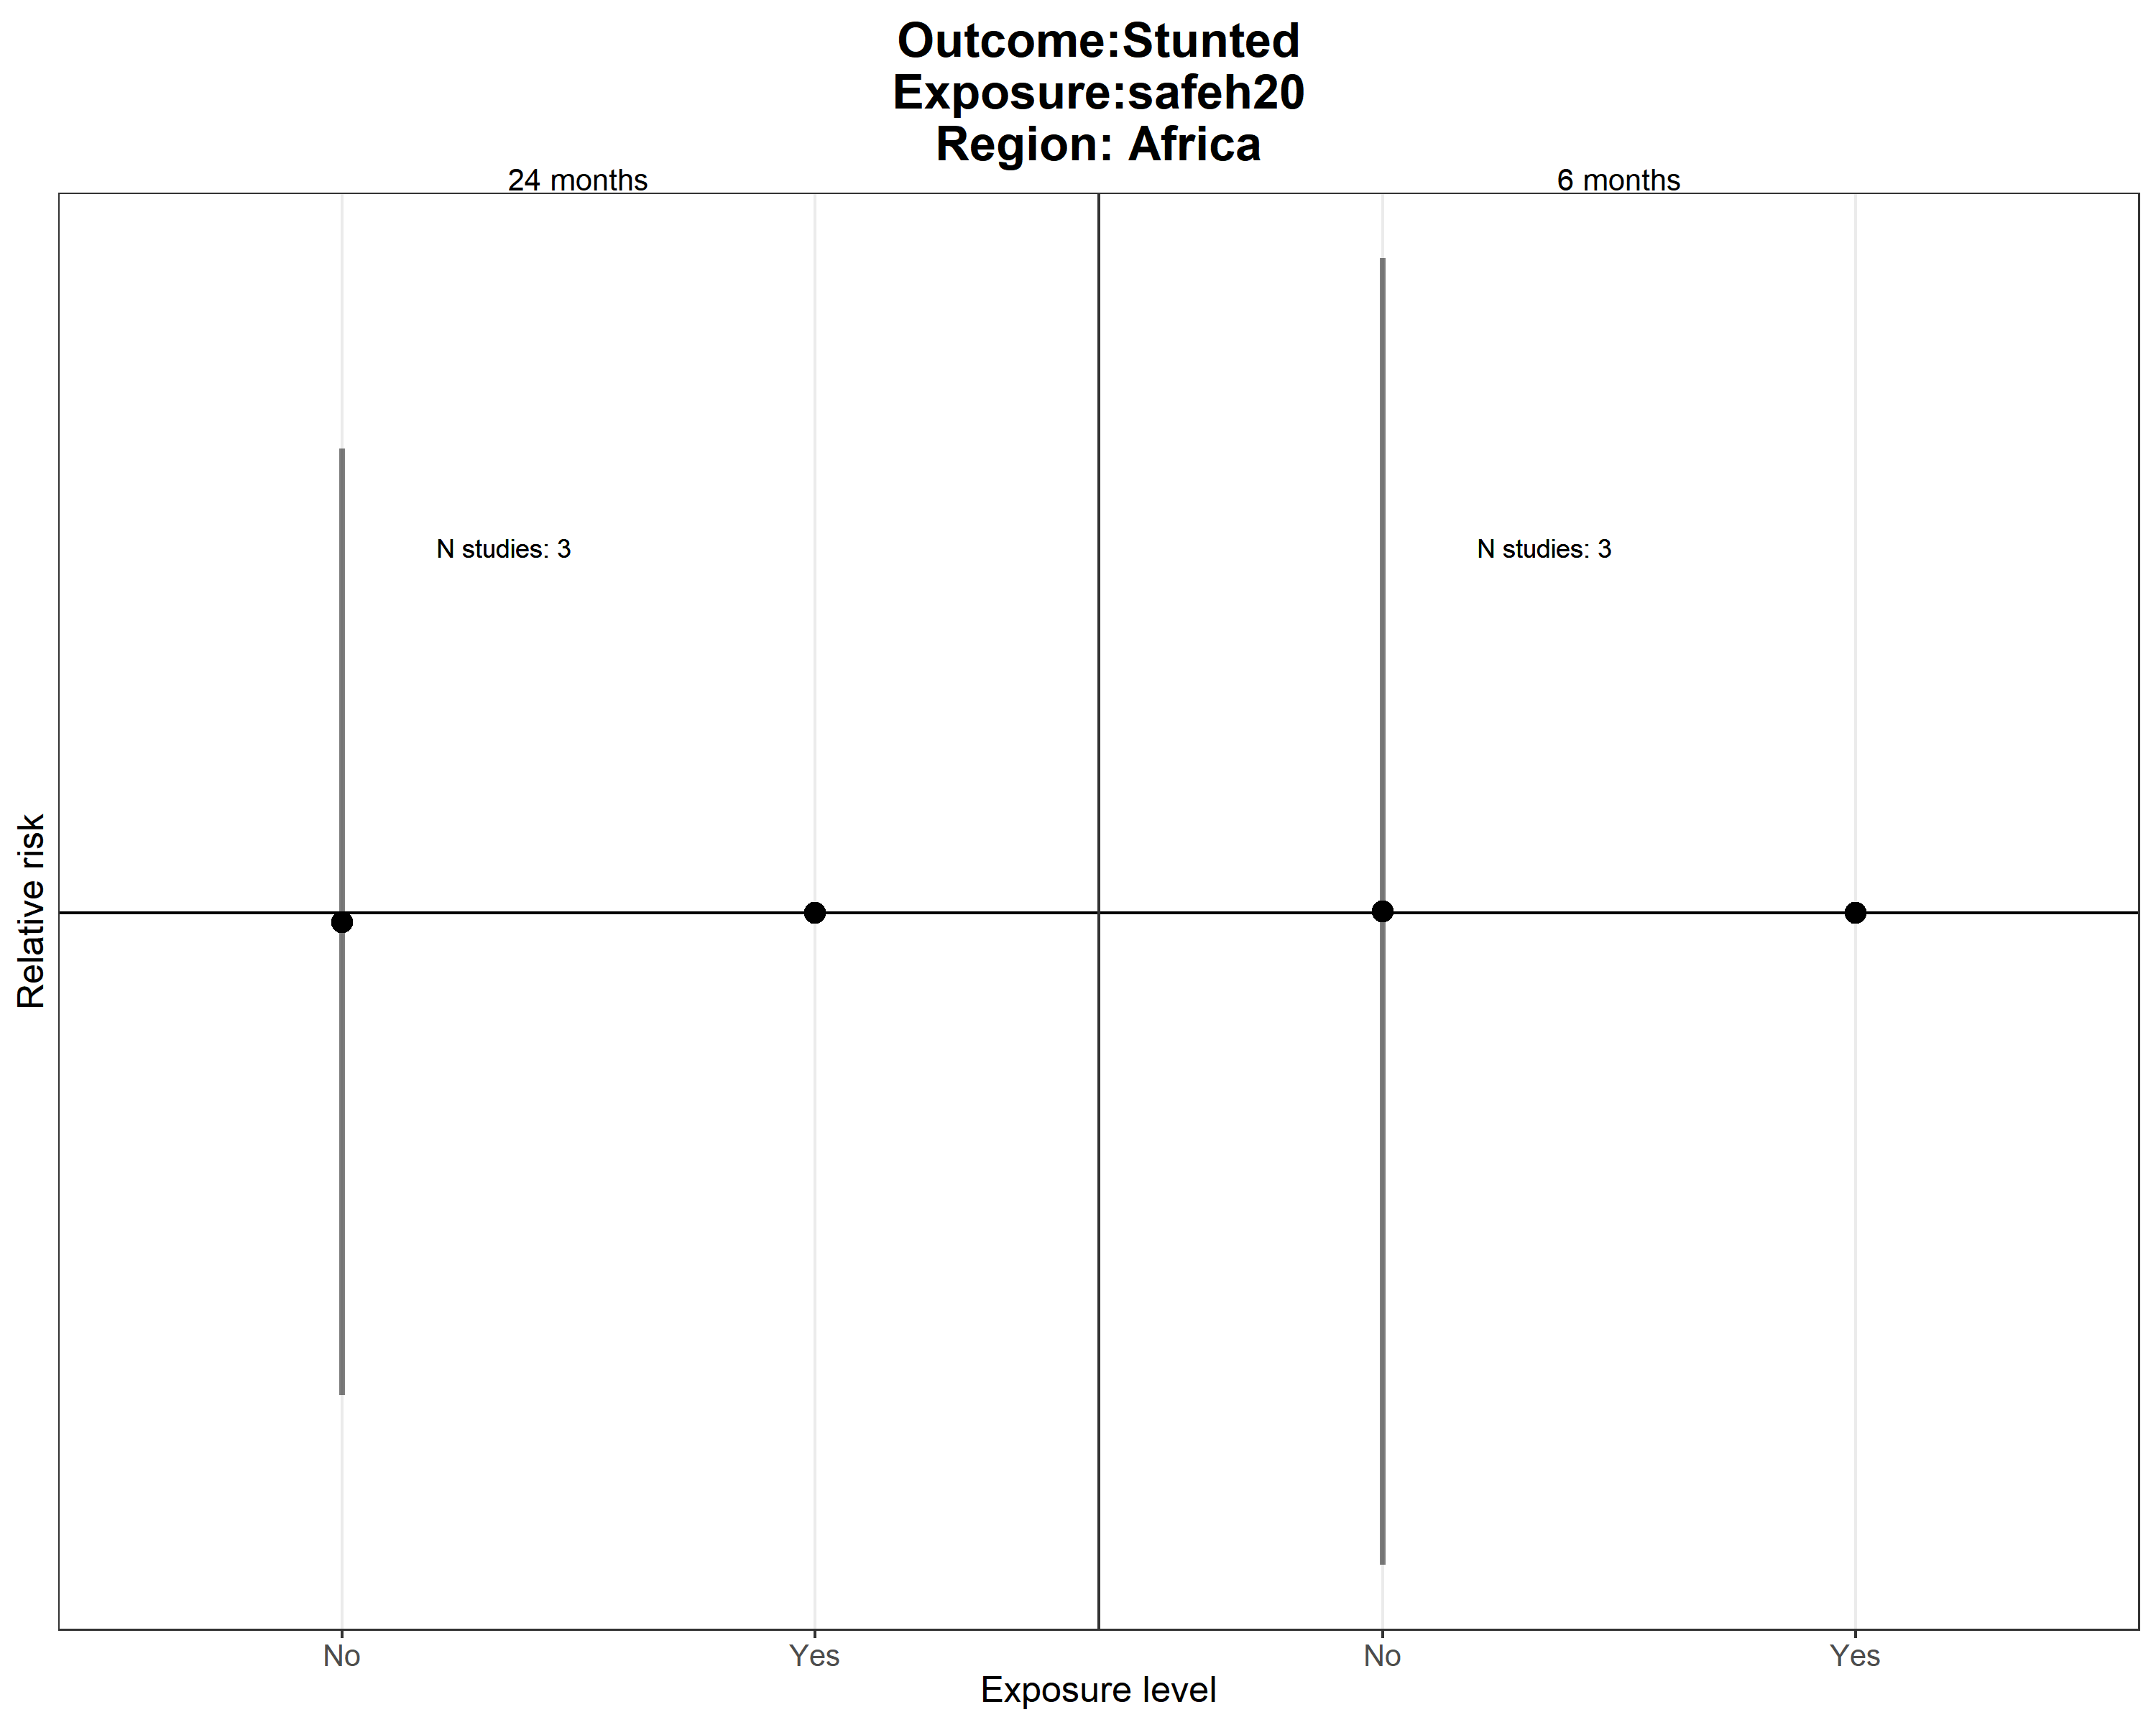 Outcome:Stunted
Exposure:safeh20
Region: Africa
24 months
6 months
N studies: 3
N studies: 3
Relative risk
No
Yes
No
Yes
Exposure level